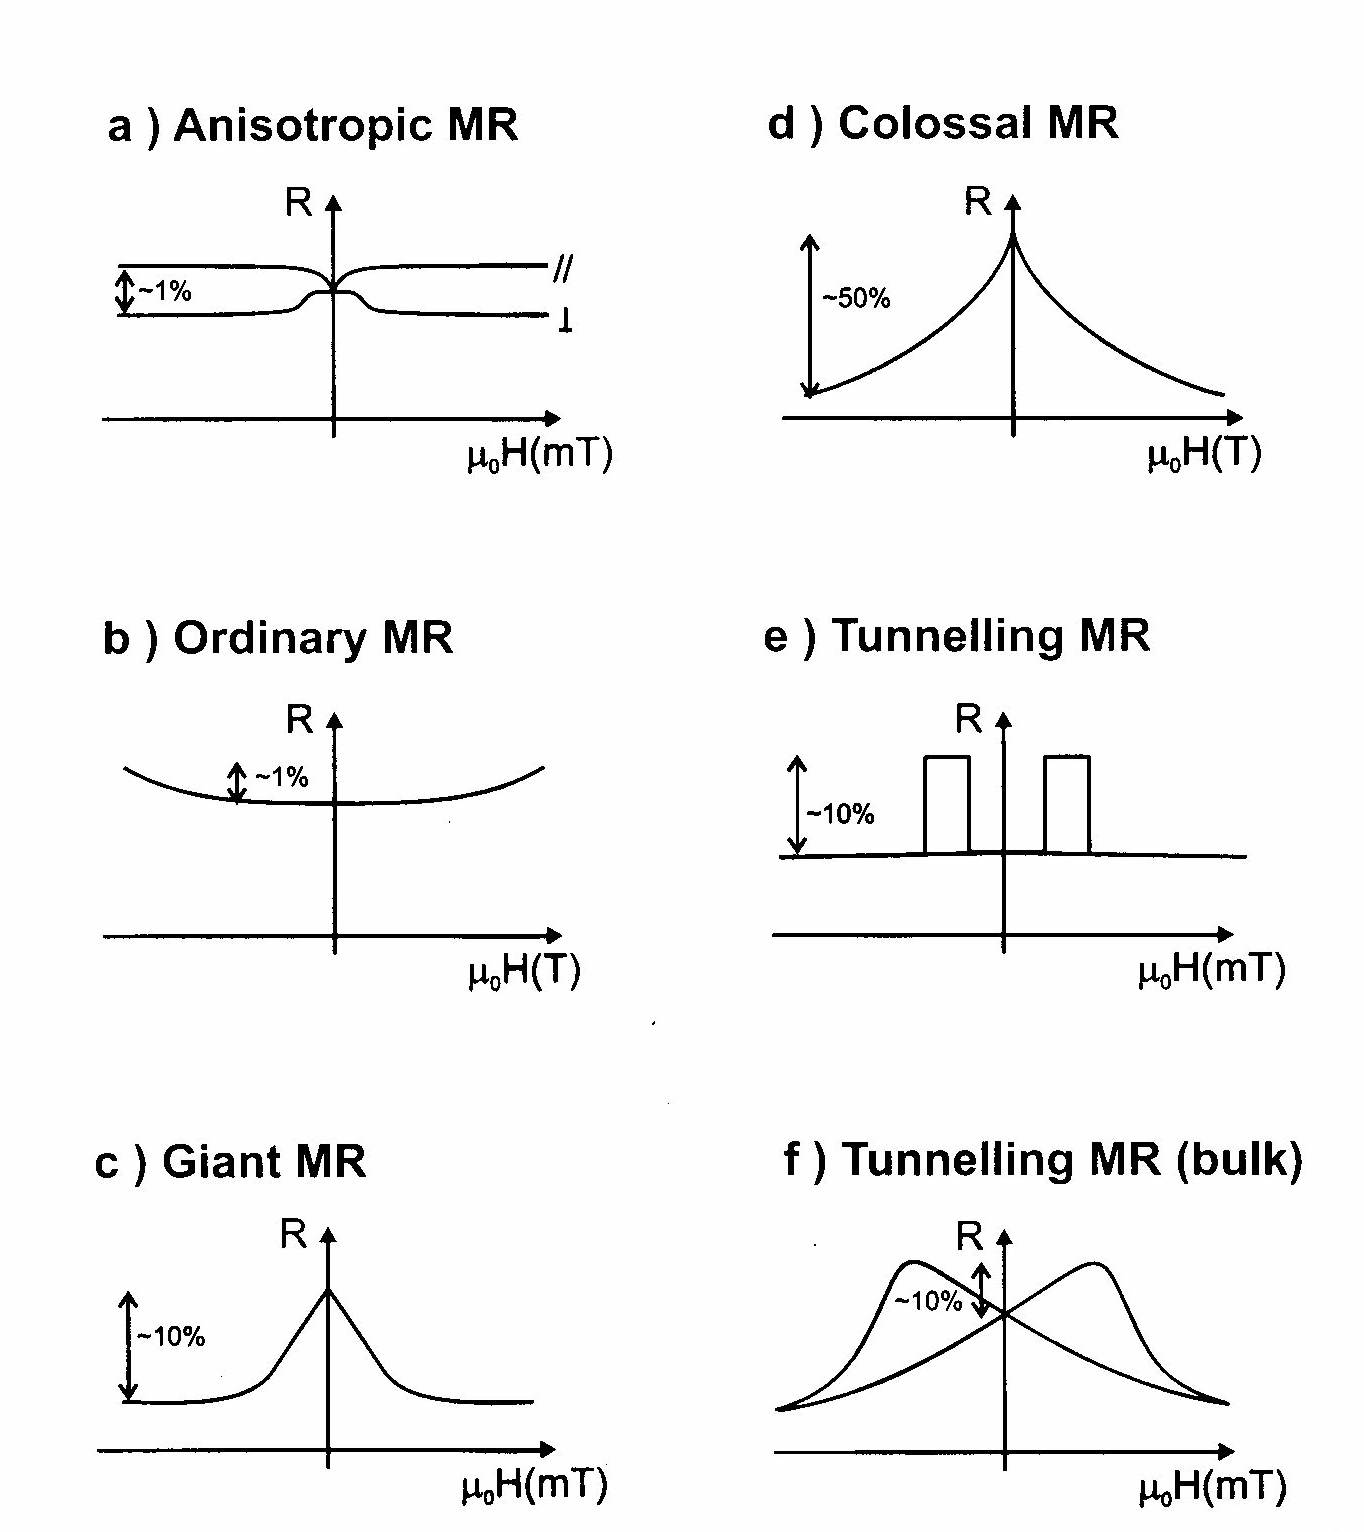 a ) Anisotropic MR
R
//
~1%
⊥
μ₀H(mT)
b ) Ordinary MR
R
~1%
μ₀H(T)
c ) Giant MR
R
~10%
μ₀H(mT)
d ) Colossal MR
R
~50%
μ₀H(T)
e ) Tunnelling MR
R
~10%
μ₀H(mT)
f ) Tunnelling MR (bulk)
R
~10%
μ₀H(mT)